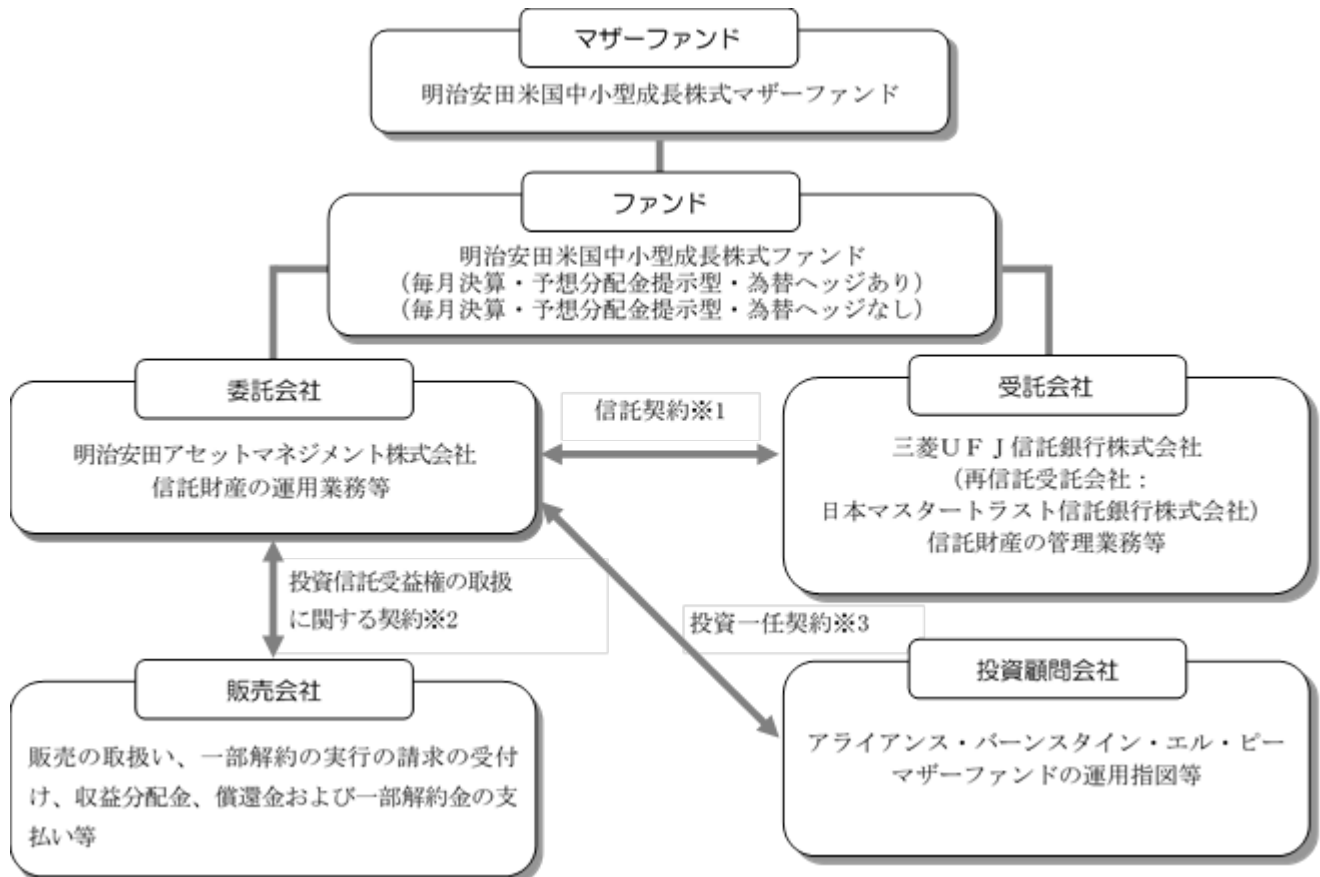 マザーファンド
明治安田米国中小型成長株式マザーファンド
ファンド
明治安田米国中小型成長株式ファンド
(毎月決算・予想分配金提示型・為替ヘッジあり)
(毎月決算・予想分配金提示型・為替ヘッジなし)
委託会社
明治安田アセットマネジメント株式会社
信託財産の運用業務等
信託契約※1
受託会社
三菱UFJ信託銀行株式会社
(再信託受託会社:
日本マスタートラスト信託銀行株式会社)
信託財産の管理業務等
投資信託受益権の取扱
に関する契約※2
投資一任契約※3
販売会社
販売の取扱い、一部解約の実行の請求の受付
け、収益分配金、償還金および一部解約金の支
払い等
投資顧問会社
アライアンス・バーンスタイン・エル・ピー
マザーファンドの運用指図等